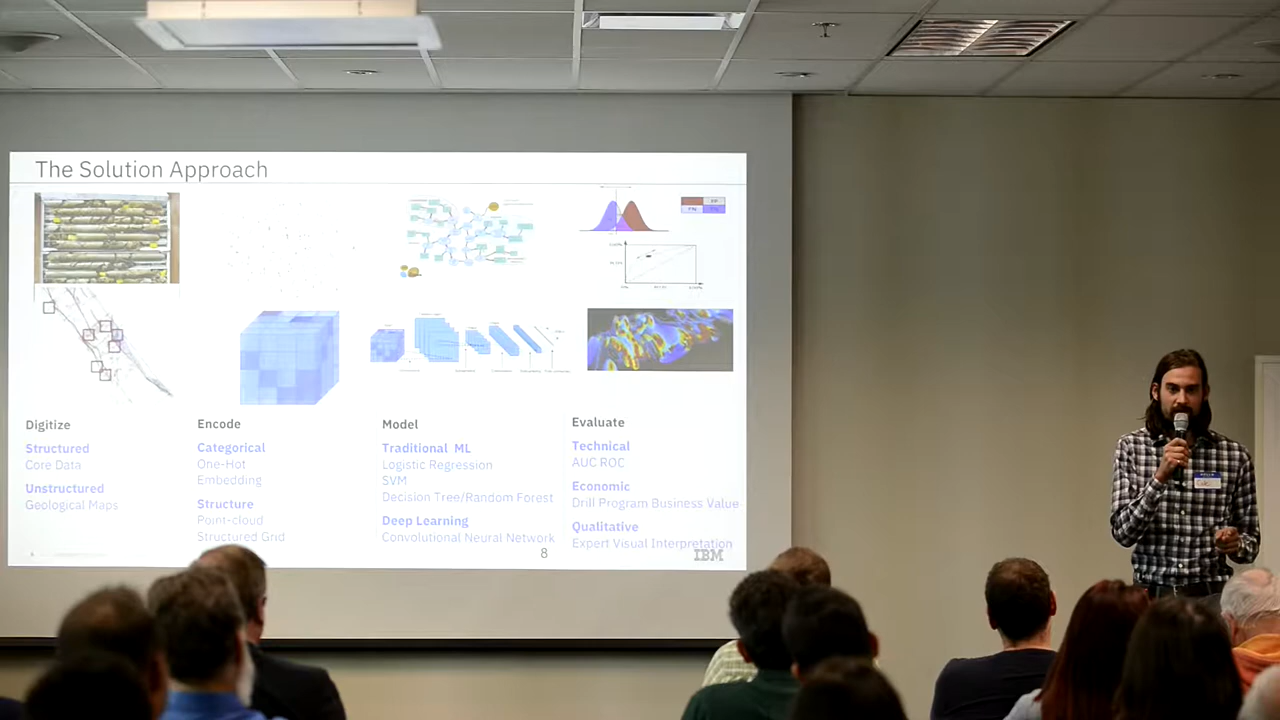 The Solution Approach
Digitize
Structured
Core Data
Unstructured
Geological Maps
Encode
Categorical
One-Hot
Embedding
Structure
Point-cloud
Structured Grid
Model
Traditional ML
Logistic Regression
SVM
Decision Tree/Random Forest
Deep Learning
Convolutional Neural Network
Evaluate
Technical
AUC ROC
Economic
Drill Program Business Value
Qualitative
Expert Visual Interpretation
8
IBM